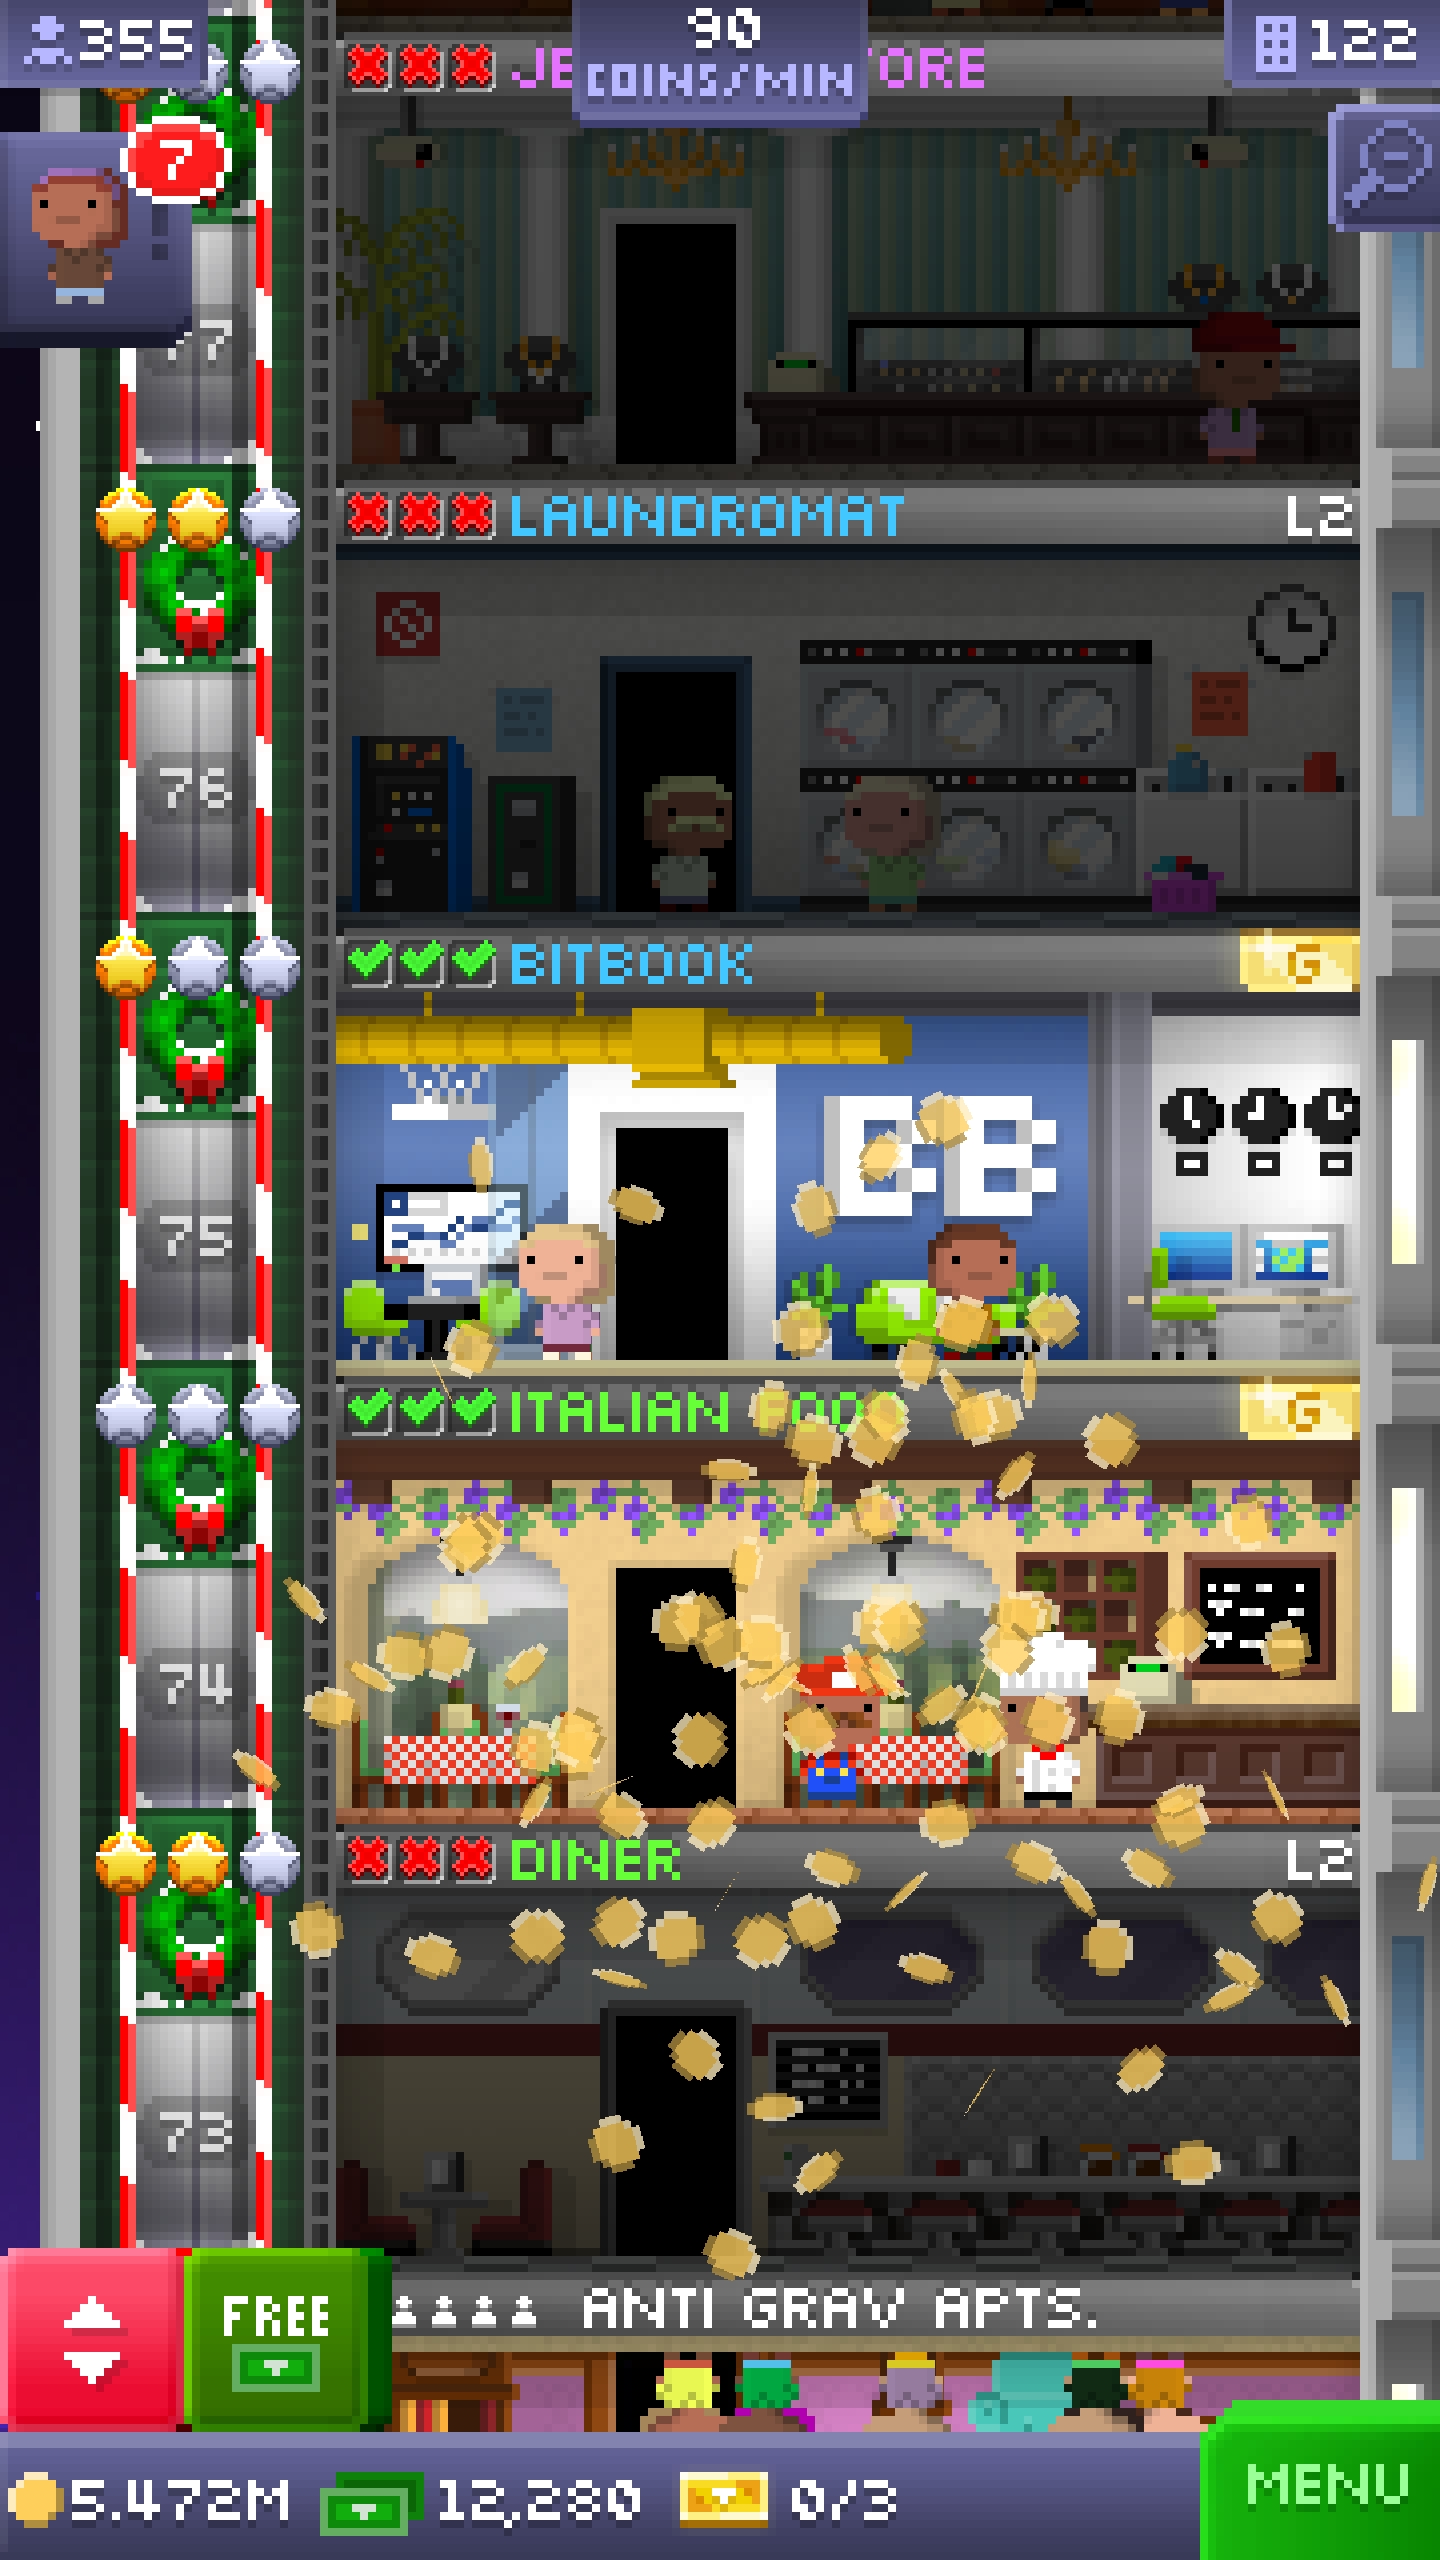 355
90
COINS/MIN
122
7
77
LAUNDROMAT L2
76
BITBOOK G
75
ITALIAN FOOD G
74
DINER L2
73
FREE
ANTI GRAV APTS.
5.472M 12,280 0/3
MENU